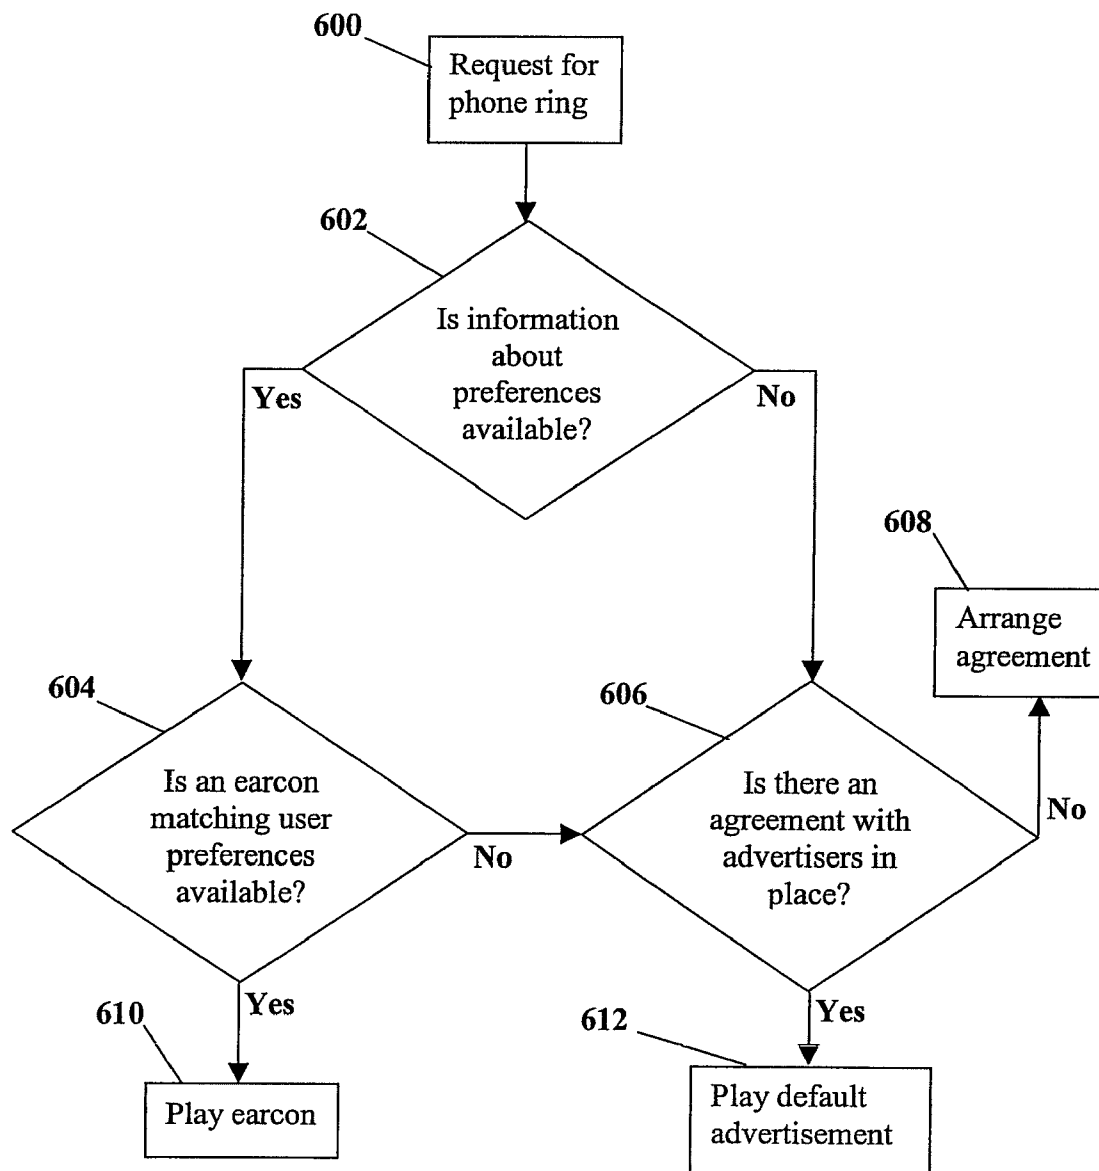 600
Request for
phone ring
602
Is information
about
preferences
available?
Yes
No
608
Arrange
agreement
604
Is an earcon
matching user
preferences
available?
No
606
Is there an
agreement with
advertisers in
place?
No
Yes
610
Play earcon
Yes
612
Play default
advertisement